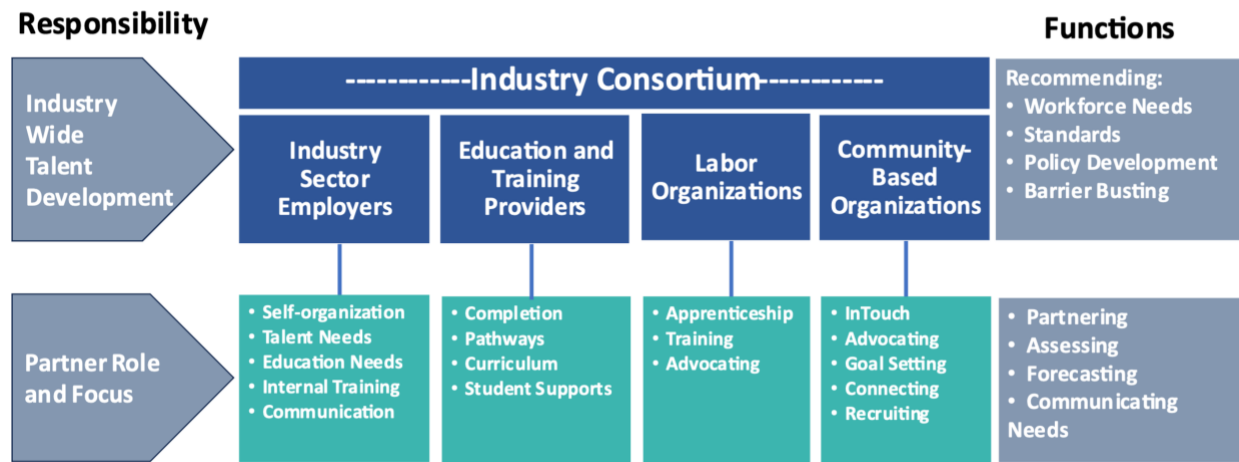 Responsibility
Functions
Industry
Wide
Talent
Development
------------Industry Consortium------------
Industry
Sector
Employers
Education and
Training
Providers
Labor
Organizations
Community-
Based
Organizations
Recommending:
• Workforce Needs
• Standards
• Policy Development
• Barrier Busting
Partner Role
and Focus
• Self-organization
• Talent Needs
• Education Needs
• Internal Training
• Communication
• Completion
• Pathways
• Curriculum
• Student Supports
• Apprenticeship
• Training
• Advocating
• InTouch
• Advocating
• Goal Setting
• Connecting
• Recruiting
• Partnering
• Assessing
• Forecasting
• Communicating
Needs